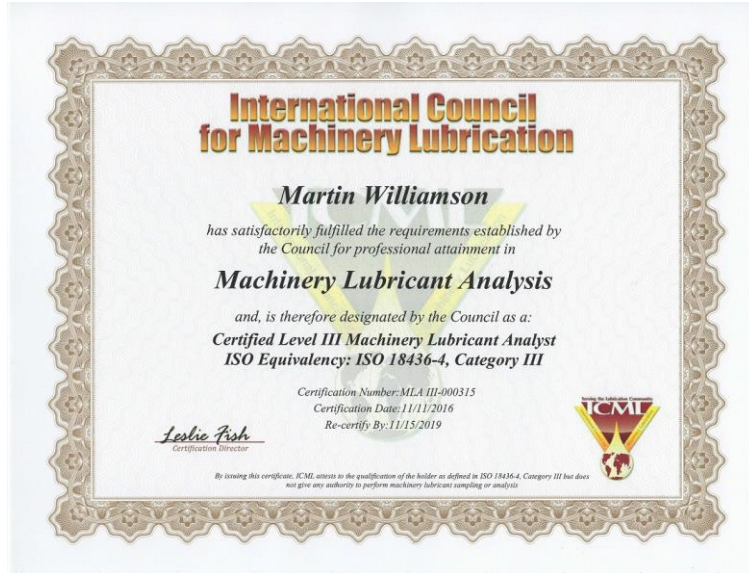 International Council
for Machinery Lubrication
Martin Williamson
has satisfactorily fulfilled the requirements established by
the Council for professional attainment in
Machinery Lubricant Analysis
and, is therefore designated by the Council as a:
Certified Level III Machinery Lubricant Analyst
ISO Equivalency: ISO 18436-4, Category III
Certification Number:MLA III-000315
Certification Date:11/11/2016
Re-certify By:11/15/2019
Leslie Fish
Certification Director
Serving the Lubrication Community
ICML
By issuing this certificate, ICML attests to the qualification of the holder as defined in ISO 18436-4, Category III but does
not give any authority to perform machinery lubricant sampling or analysis